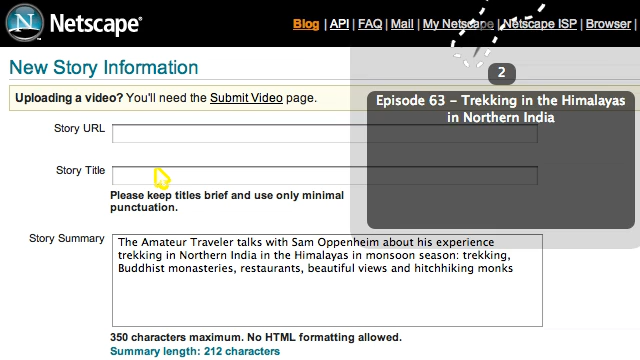 Netscape®
Blog | API | FAQ | Mail | My Netscape | Netscape ISP | Browser |
New Story Information
2
Uploading a video? You'll need the Submit Video page.
Episode 63 – Trekking in the Himalayas
in Northern India
Story URL
Story Title
Please keep titles brief and use only minimal
punctuation.
Story Summary
The Amateur Traveler talks with Sam Oppenheim about his experience
trekking in Northern India in the Himalayas in monsoon season: trekking,
Buddhist monasteries, restaurants, beautiful views and hitchhiking monks
350 characters maximum. No HTML formatting allowed.
Summary length: 212 characters